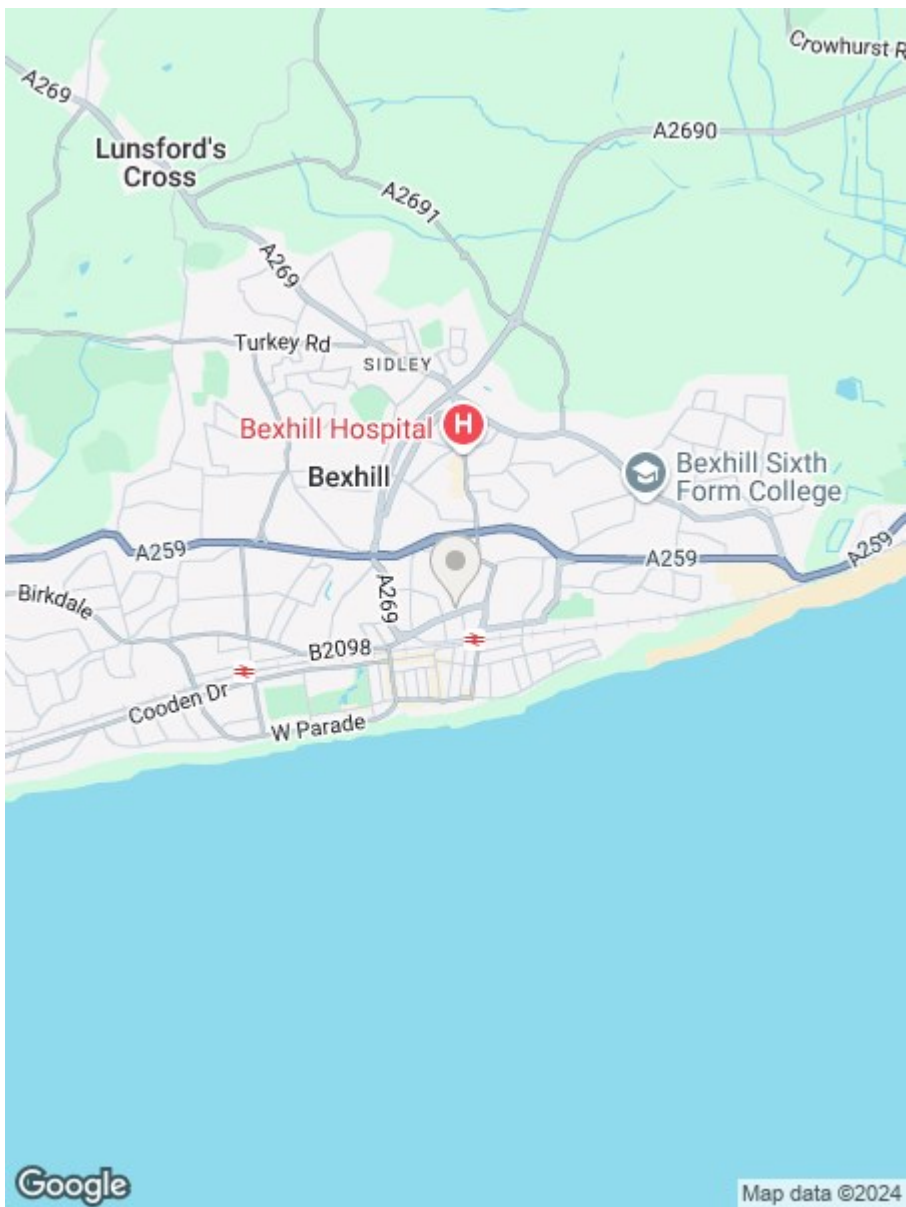 Crowhurst R
A269
A2690
Lunsford's
Cross
A2691
A269
Turkey Rd
SIDLEY
Bexhill Hospital
H
Bexhill
Bexhill Sixth
Form College
A259
A259
A259
Birkdale
A269
B2098
Cooden Dr
W Parade
Google
Map data ©2024